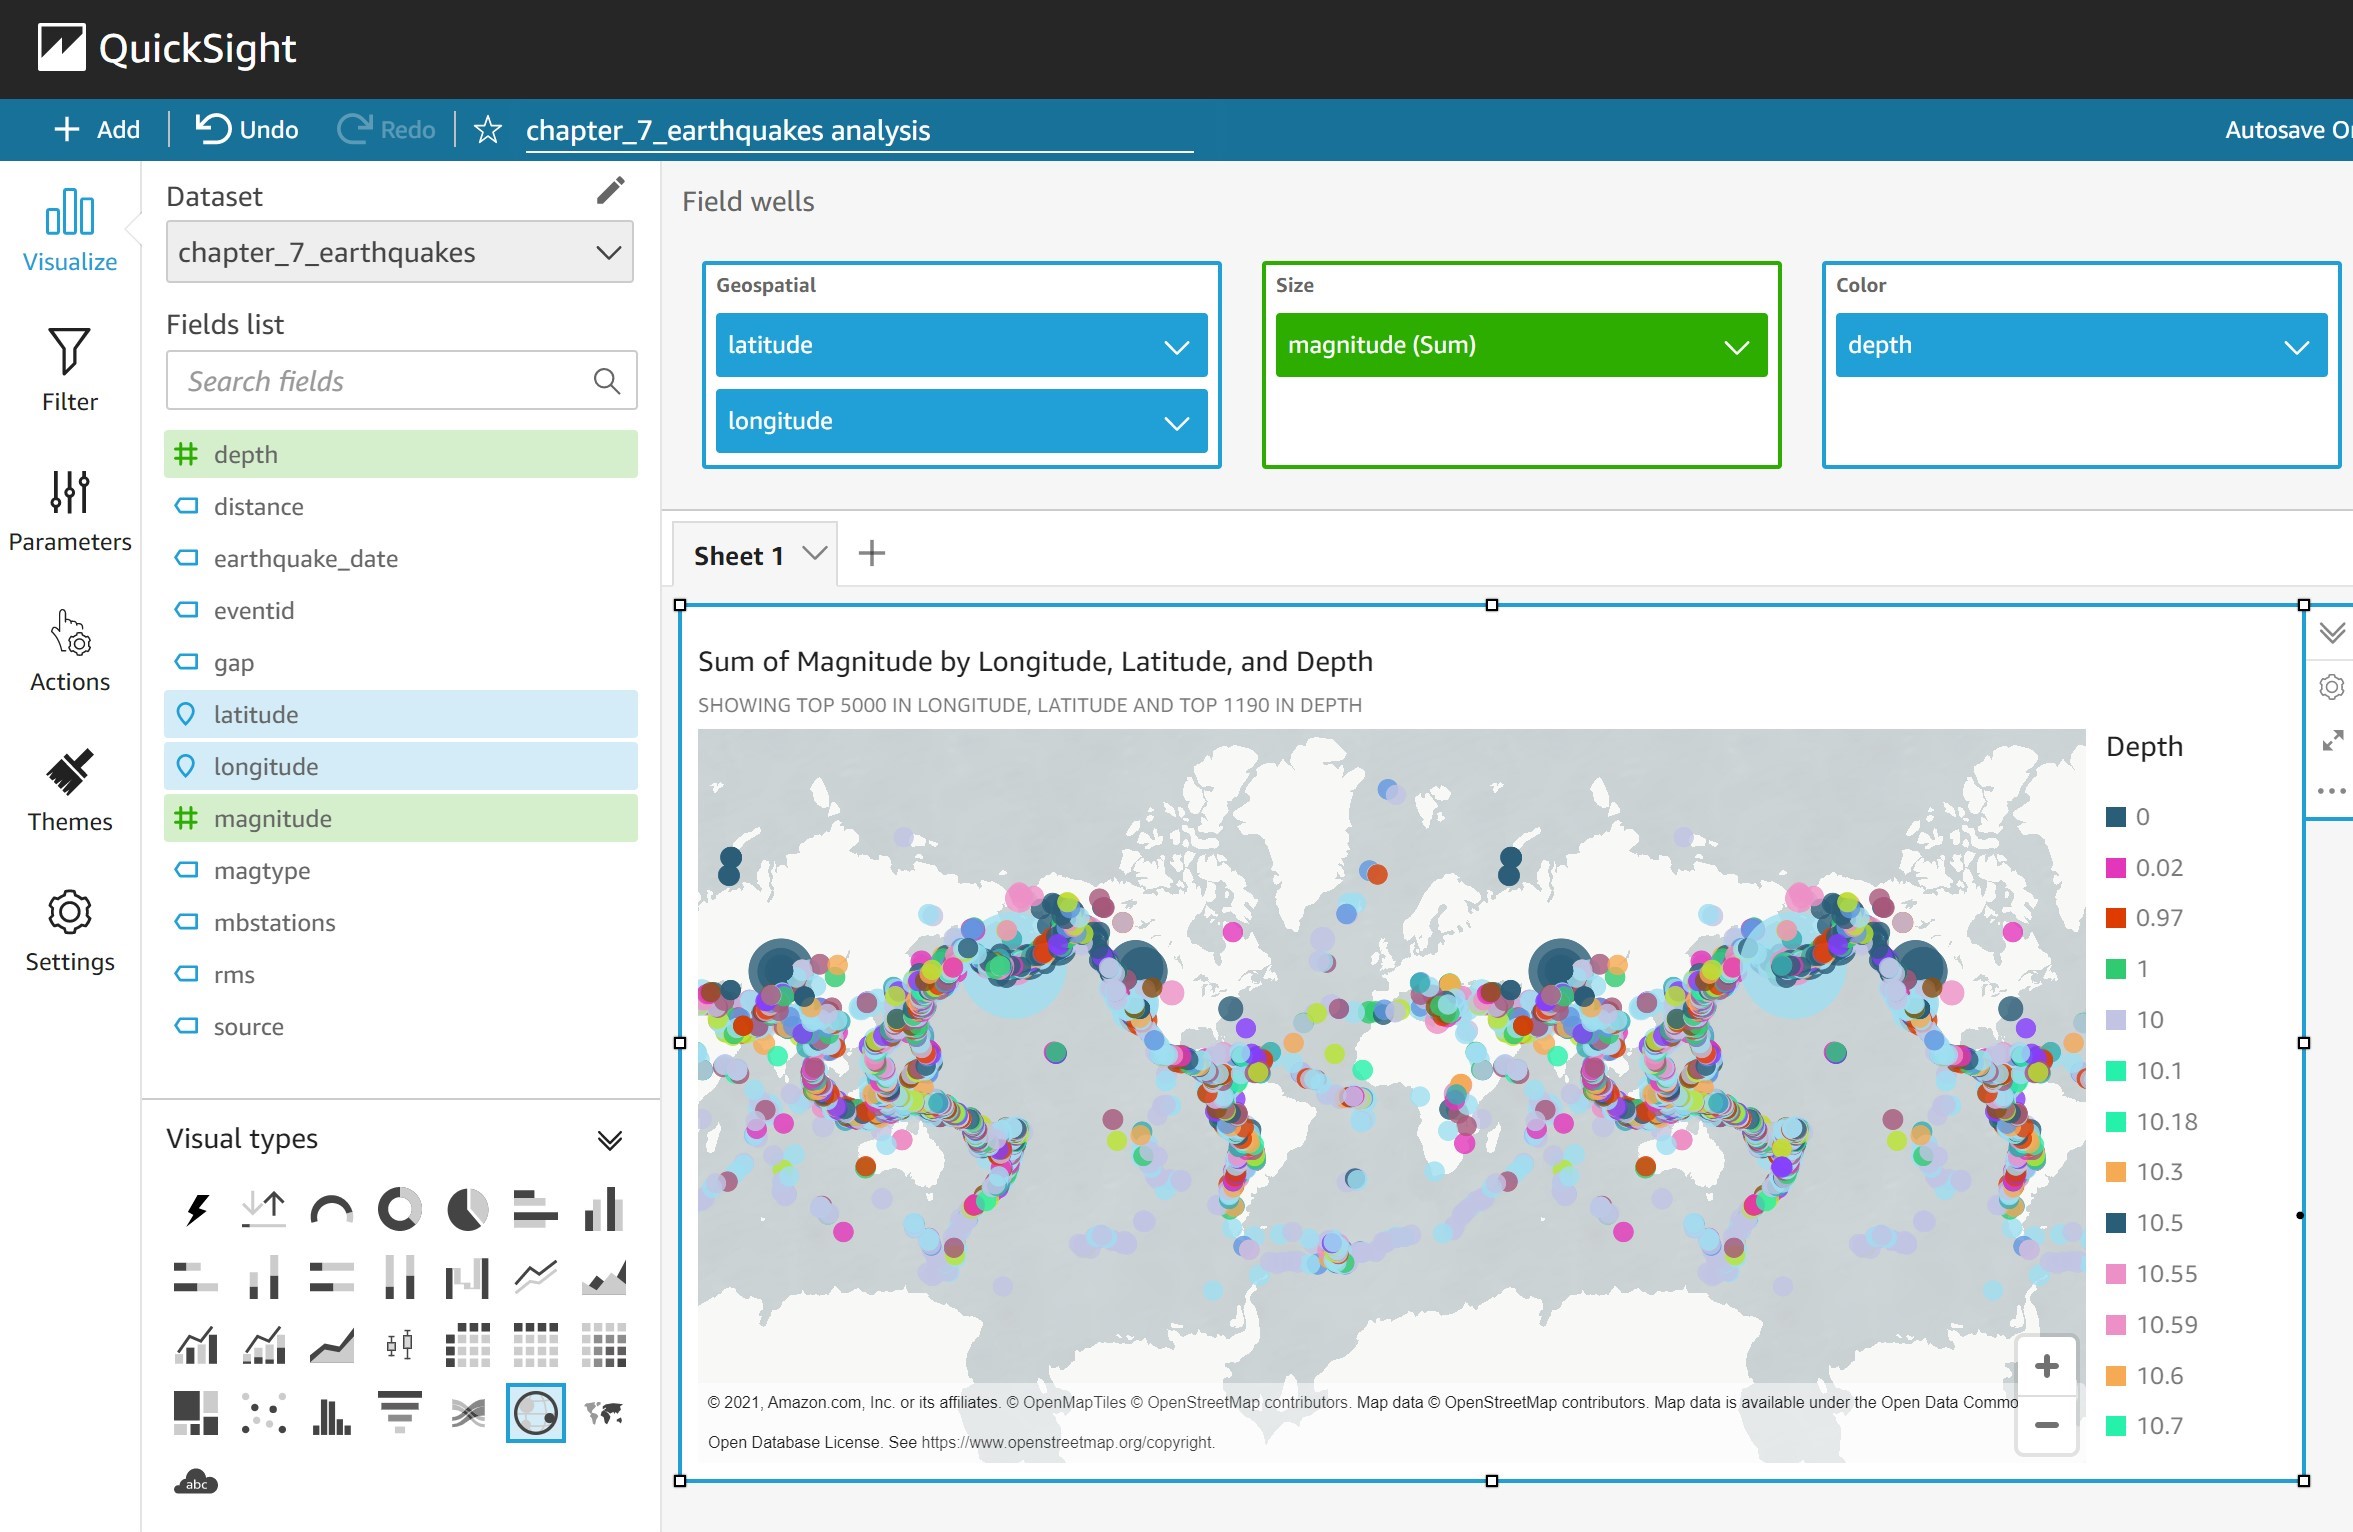 QuickSight
Add
Undo
Redo
chapter_7_earthquakes analysis
Autosave
Visualize
Filter
Parameters
Actions
Themes
Settings
Dataset
chapter_7_earthquakes
Fields list
Search fields
depth
distance
earthquake_date
eventid
gap
latitude
longitude
magnitude
magtype
mbstations
rms
source
Visual types
abc
Field wells
Geospatial
latitude
longitude
Size
magnitude (Sum)
Color
depth
Sheet 1
Sum of Magnitude by Longitude, Latitude, and Depth
SHOWING TOP 5000 IN LONGITUDE, LATITUDE AND TOP 1190 IN DEPTH
© 2021, Amazon.com, Inc. or its affiliates. © OpenMapTiles © OpenStreetMap contributors. Map data © OpenStreetMap contributors. Map data is available under the Open Data Commo
Open Database License. See https://www.openstreetmap.org/copyright.
Depth
0
0.02
0.97
1
10
10.1
10.18
10.3
10.5
10.55
10.59
10.6
10.7